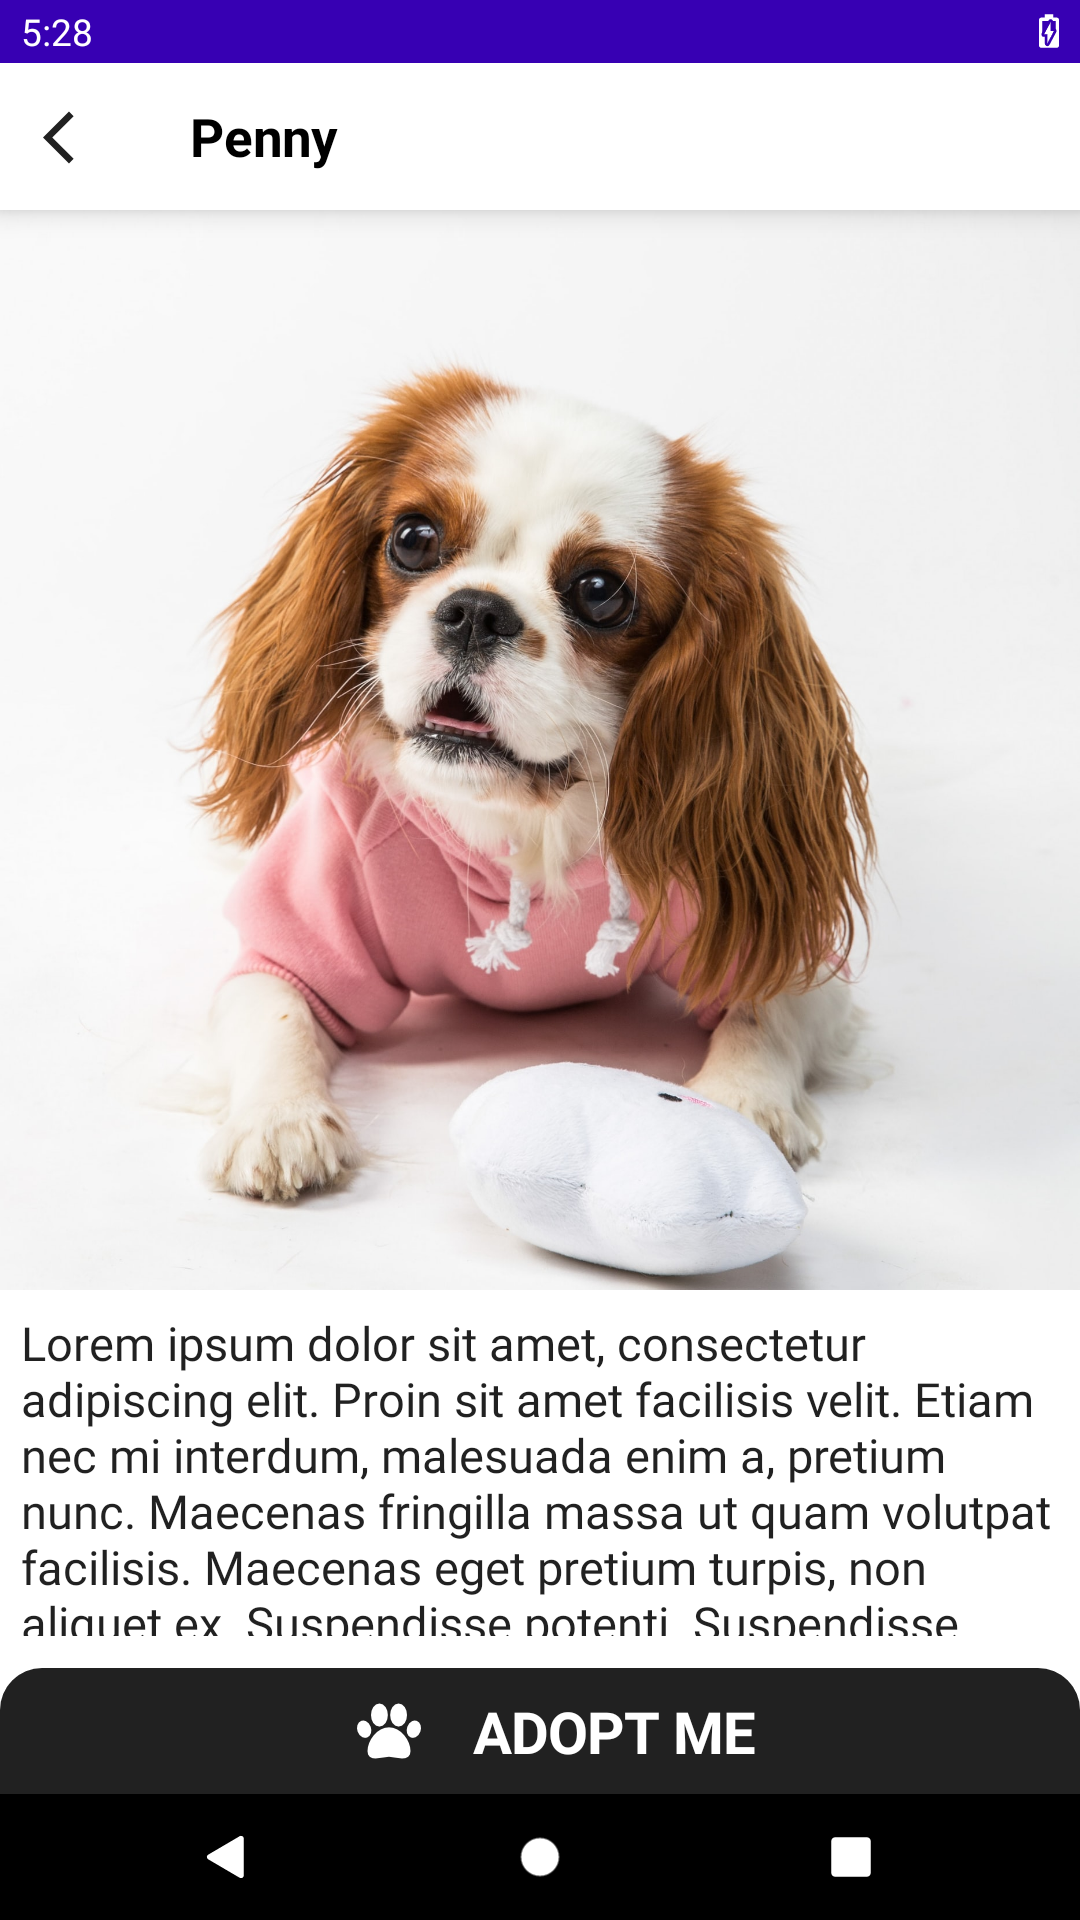 5:28
Penny
Lorem ipsum dolor sit amet, consectetur
adipiscing elit. Proin sit amet facilisis velit. Etiam
nec mi interdum, malesuada enim a, pretium
nunc. Maecenas fringilla massa ut quam volutpat
facilisis. Maecenas eget pretium turpis, non
aliquet ex. Suspendisse potenti. Suspendisse
ADOPT ME